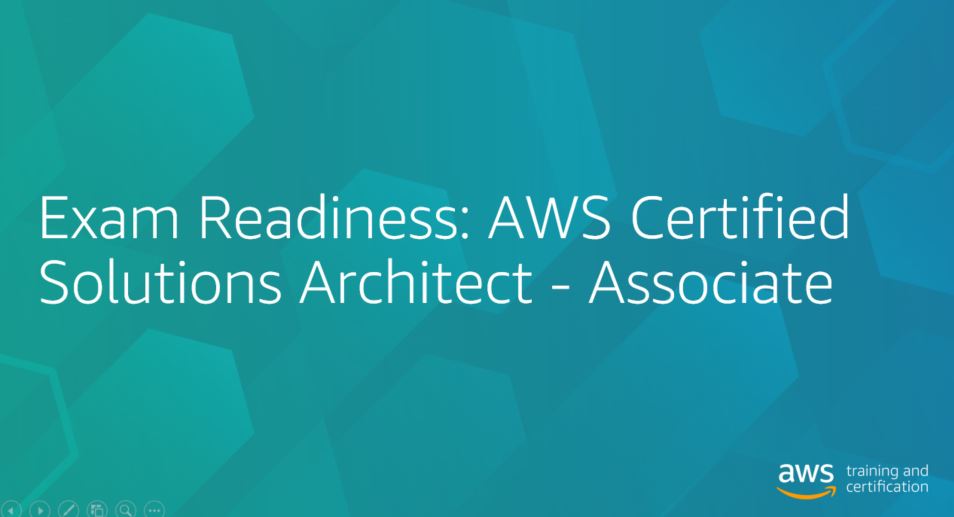 Exam Readiness: AWS Certified
Solutions Architect - Associate
aws training and
certification